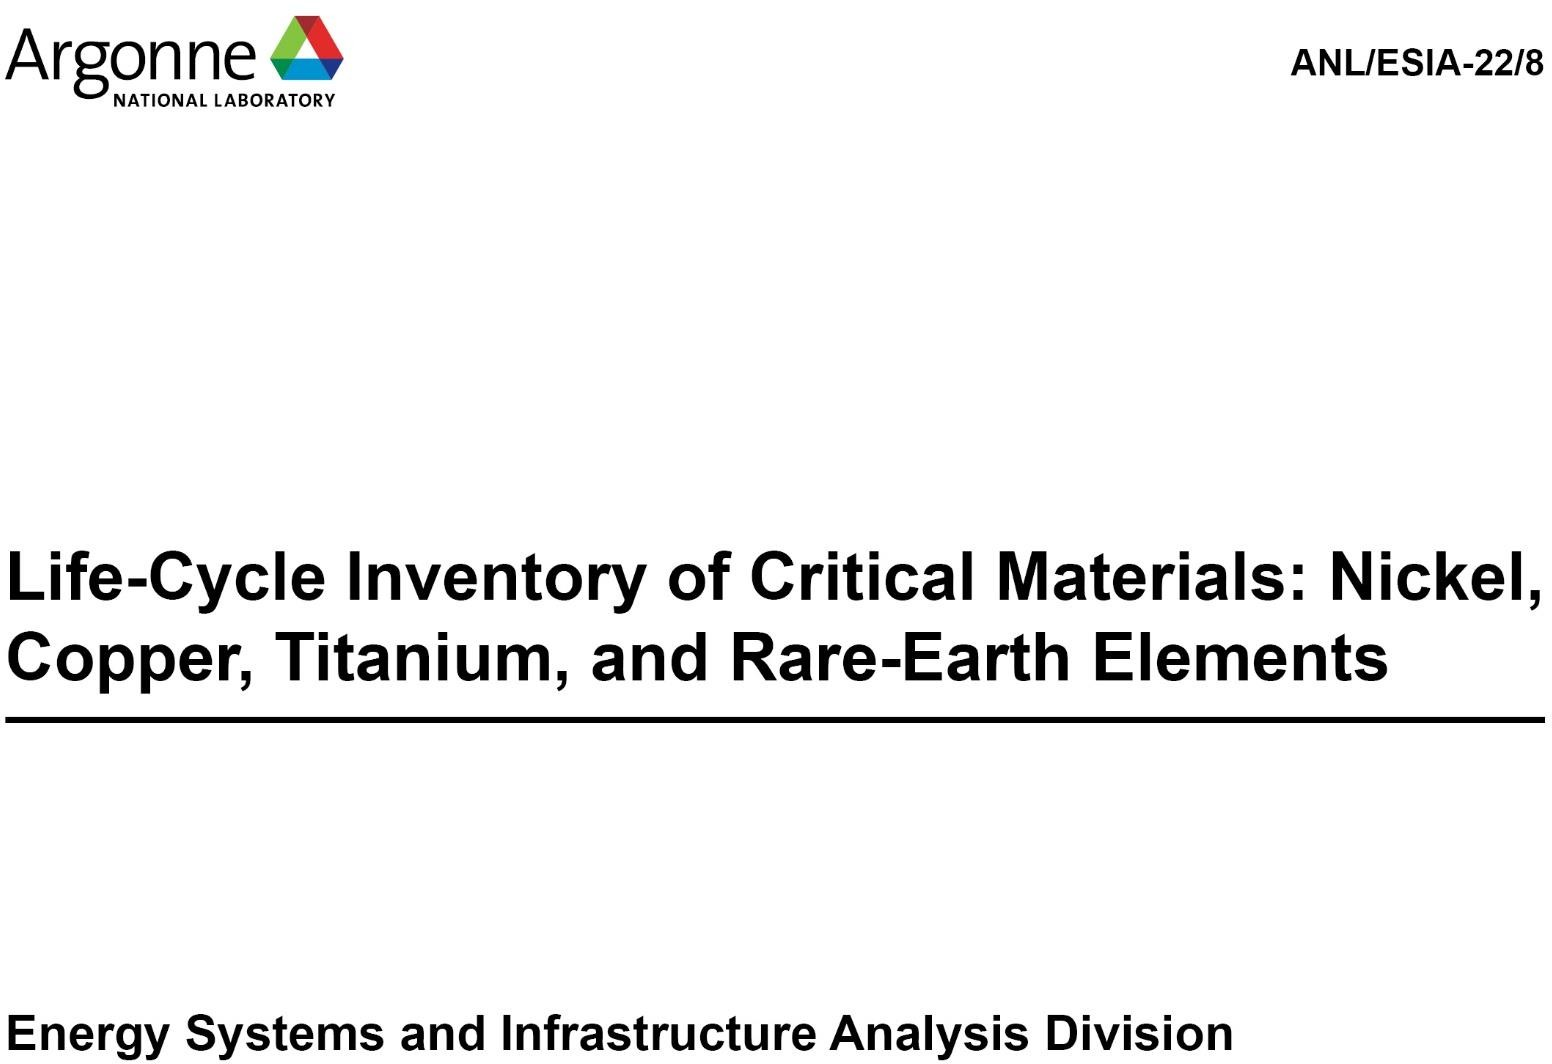 Argonne
NATIONAL LABORATORY
ANL/ESIA-22/8
Life-Cycle Inventory of Critical Materials: Nickel,
Copper, Titanium, and Rare-Earth Elements
Energy Systems and Infrastructure Analysis Division